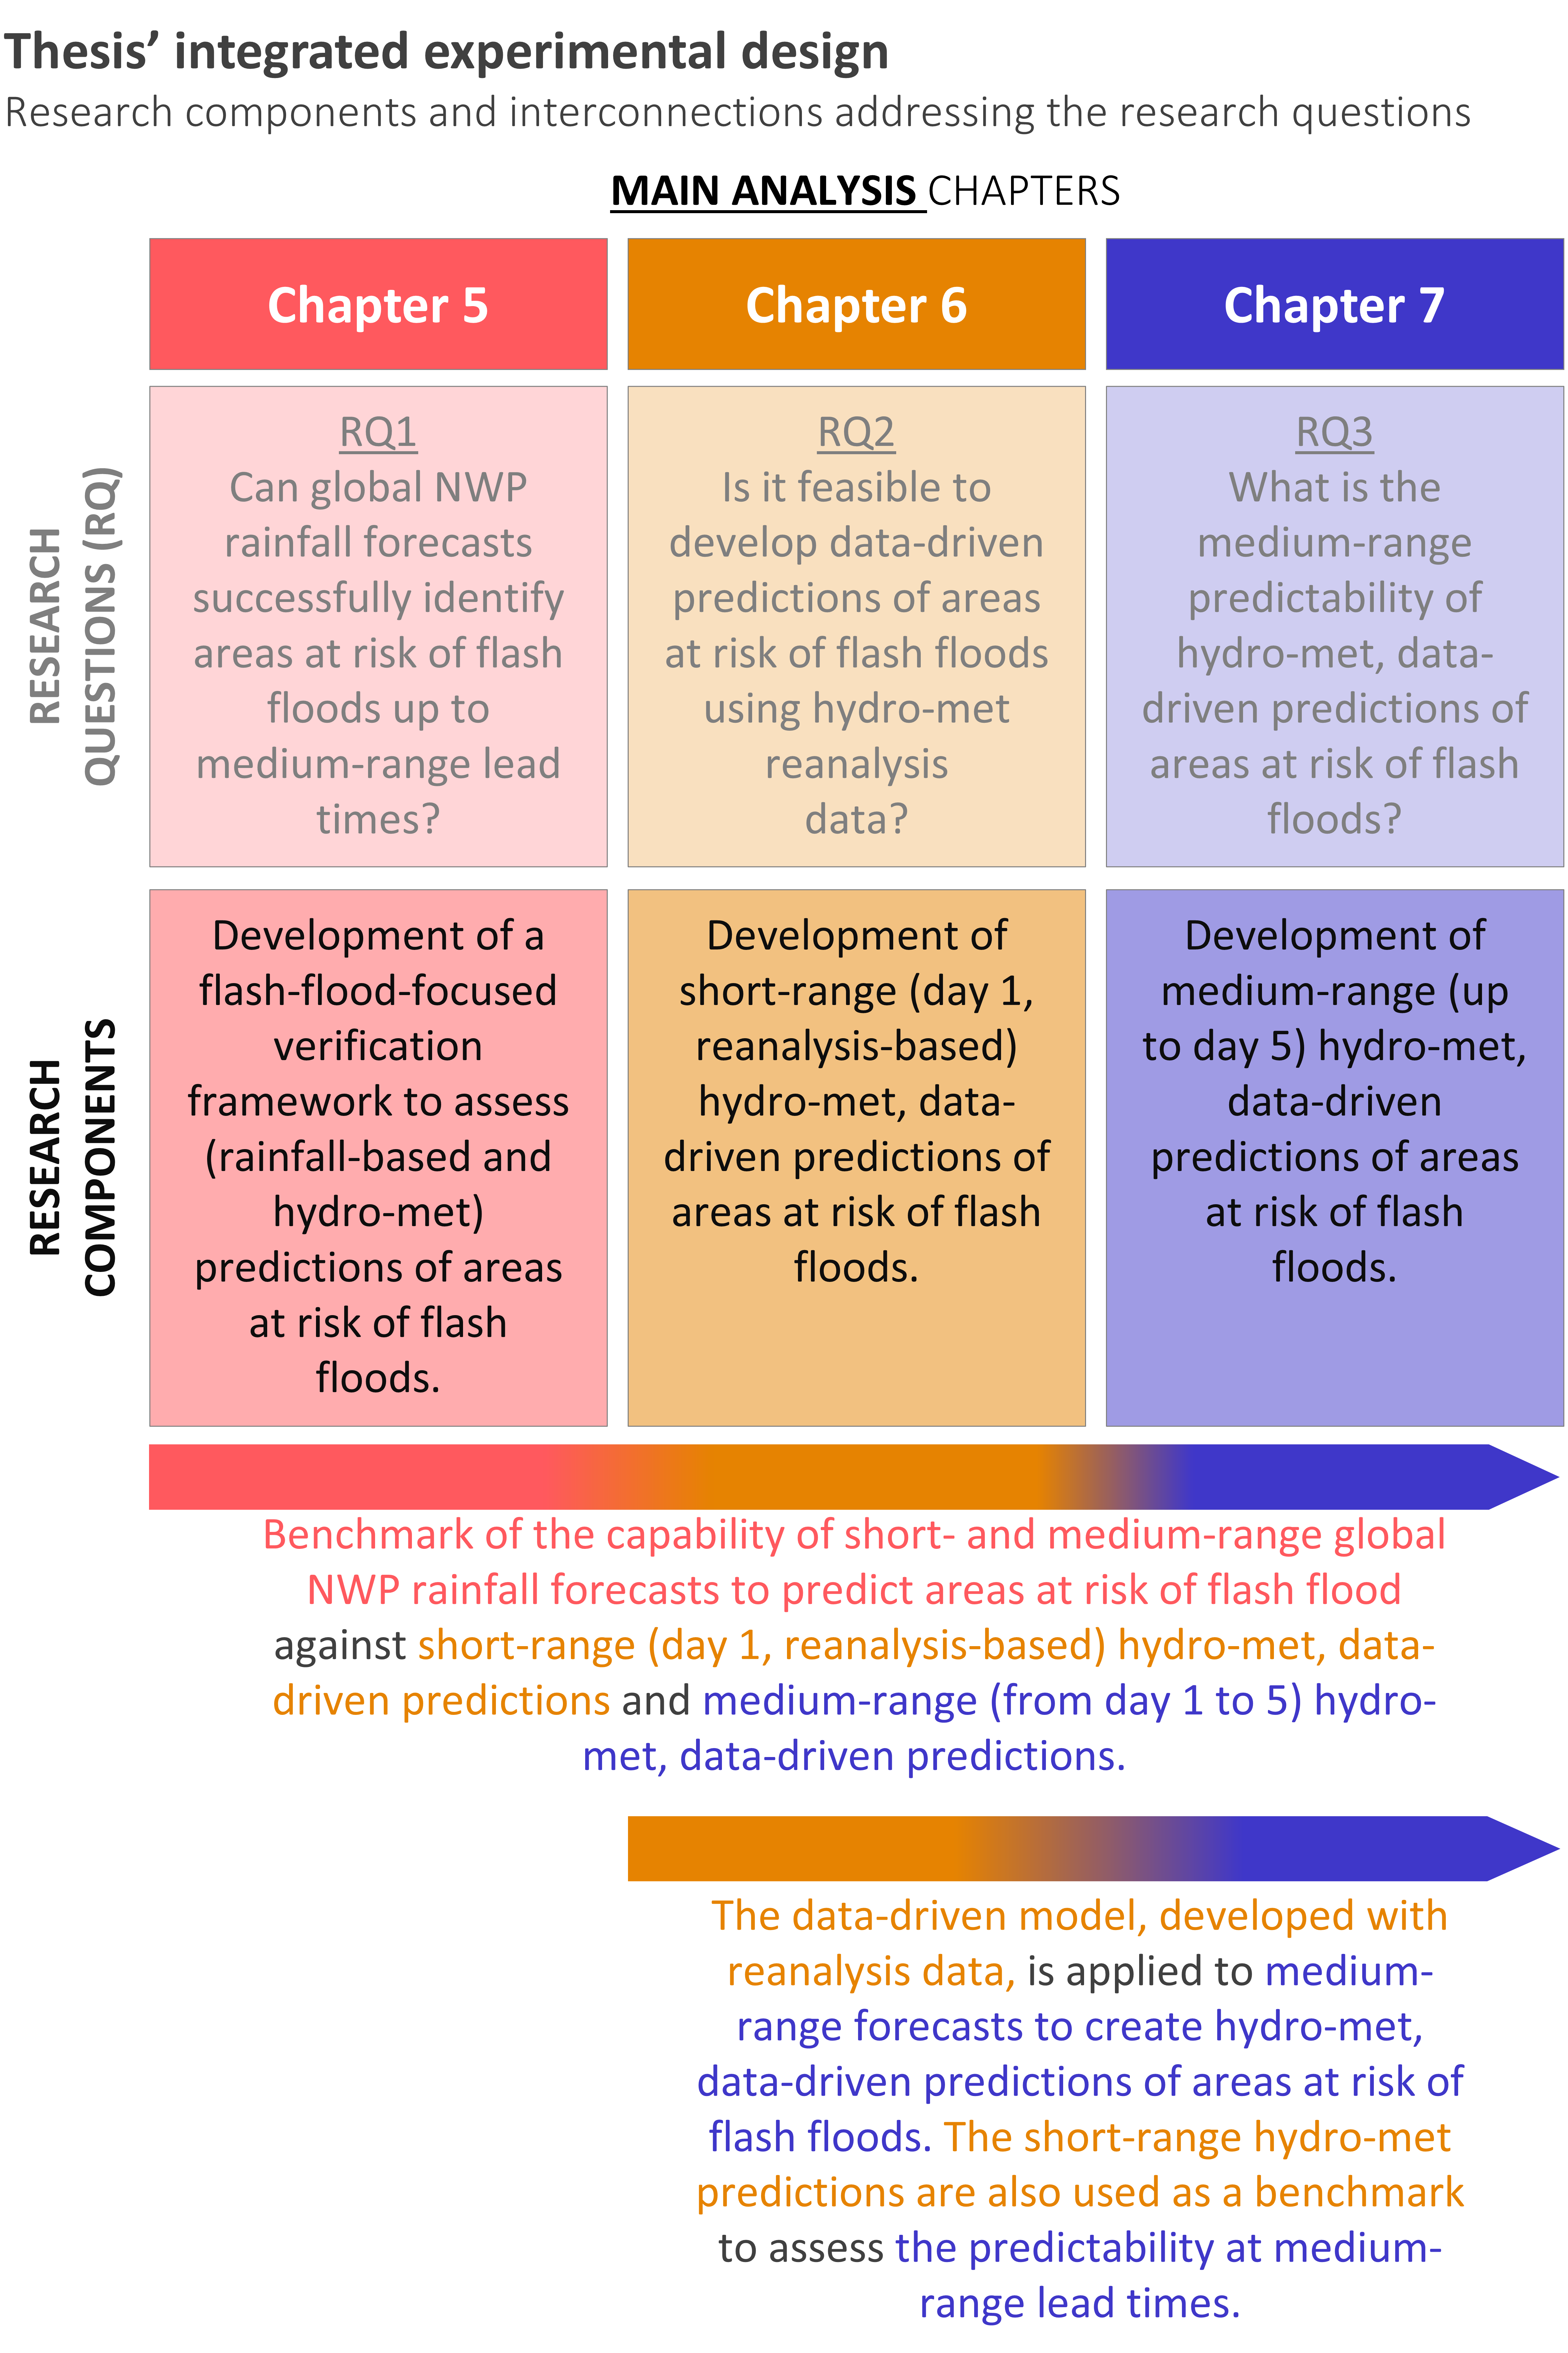 Thesis’ integrated experimental design
Research components and interconnections addressing the research questions
MAIN ANALYSIS CHAPTERS
Chapter 5
Chapter 6
Chapter 7
RESEARCH
QUESTIONS (RQ)
RQ1
Can global NWP
rainfall forecasts
successfully identify
areas at risk of flash
floods up to
medium-range lead
times?
RQ2
Is it feasible to
develop data-driven
predictions of areas
at risk of flash floods
using hydro-met
reanalysis
data?
RQ3
What is the
medium-range
predictability of
hydro-met, data-
driven predictions of
areas at risk of flash
floods?
RESEARCH
COMPONENTS
Development of a
flash-flood-focused
verification
framework to assess
(rainfall-based and
hydro-met)
predictions of areas
at risk of flash
floods.
Development of
short-range (day 1,
reanalysis-based)
hydro-met, data-
driven predictions of
areas at risk of flash
floods.
Development of
medium-range (up
to day 5) hydro-met,
data-driven
predictions of areas
at risk of flash
floods.
Benchmark of the capability of short- and medium-range global
NWP rainfall forecasts to predict areas at risk of flash flood
against short-range (day 1, reanalysis-based) hydro-met, data-
driven predictions and medium-range (from day 1 to 5) hydro-
met, data-driven predictions.
The data-driven model, developed with
reanalysis data, is applied to medium-
range forecasts to create hydro-met,
data-driven predictions of areas at risk of
flash floods. The short-range hydro-met
predictions are also used as a benchmark
to assess the predictability at medium-
range lead times.